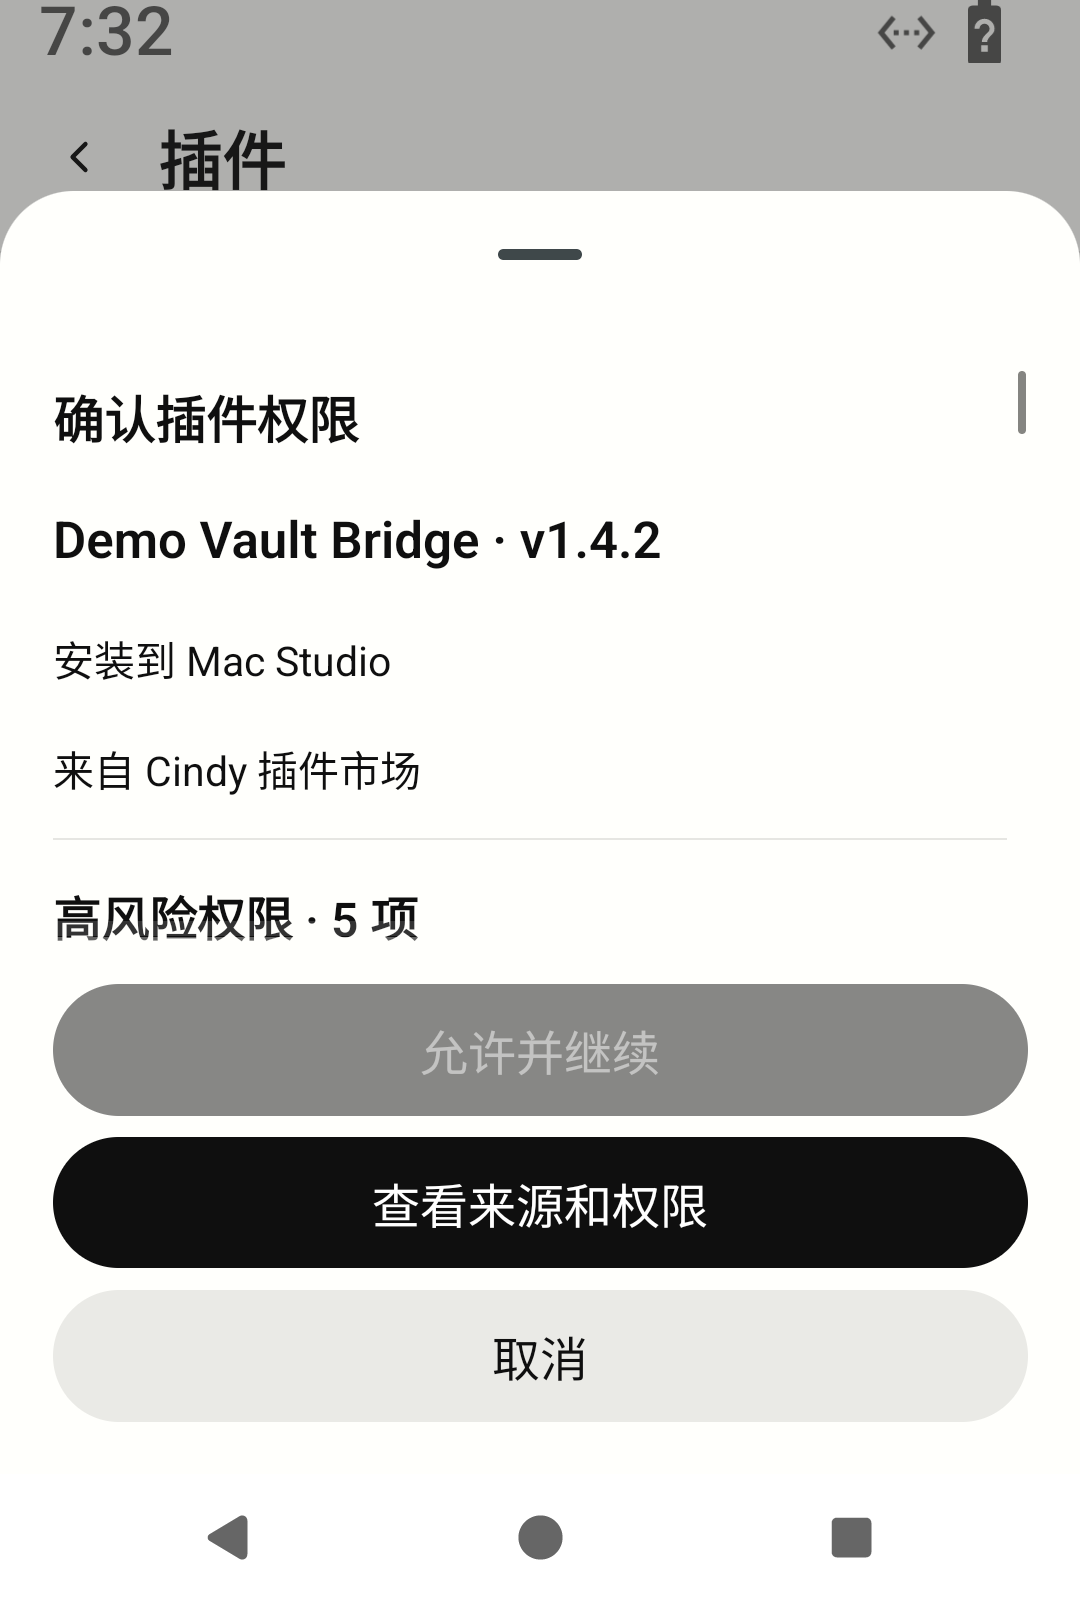 7:32
插件
确认插件权限
Demo Vault Bridge · v1.4.2
安装到 Mac Studio
来自 Cindy 插件市场
高风险权限 · 5 项
允许并继续
查看来源和权限
取消